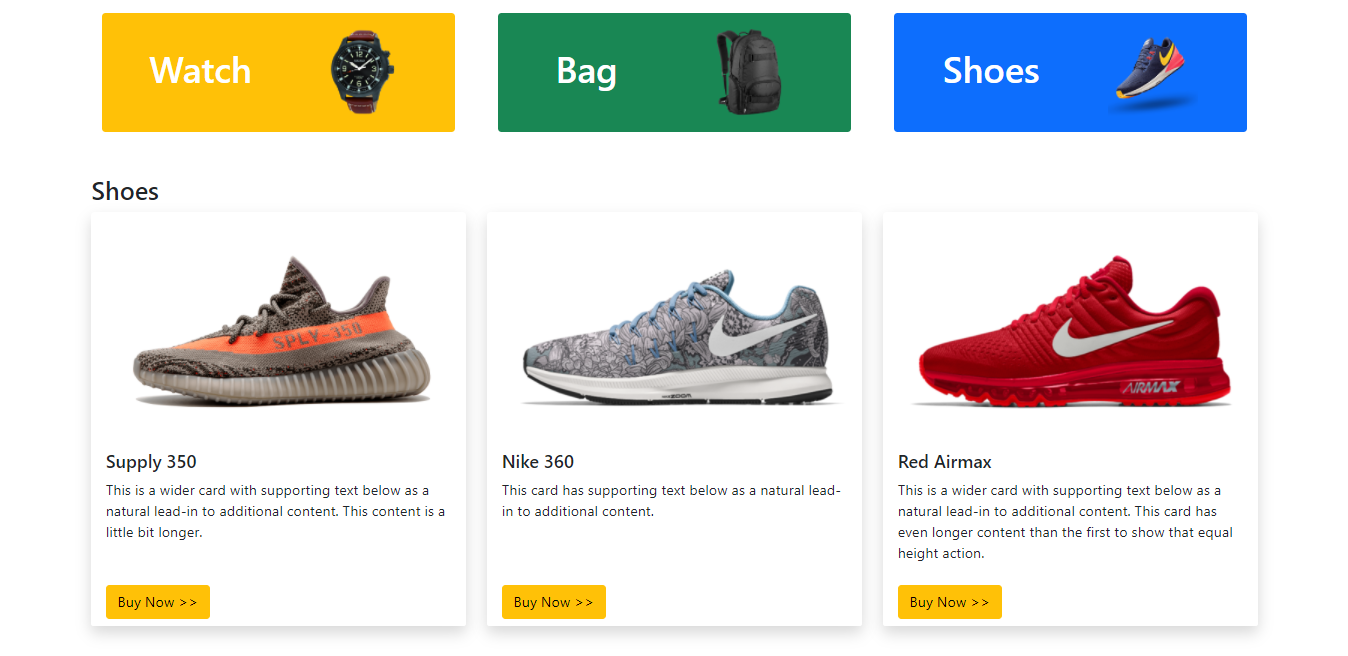 Watch
Bag
Shoes
Shoes
SPLY-350
ZOOM
AIRMAX
Supply 350
This is a wider card with supporting text below as a
natural lead-in to additional content. This content is a
little bit longer.
Buy Now >>
Nike 360
This card has supporting text below as a natural lead-
in to additional content.
Buy Now >>
Red Airmax
This is a wider card with supporting text below as a
natural lead-in to additional content. This card has
even longer content than the first to show that equal
height action.
Buy Now >>